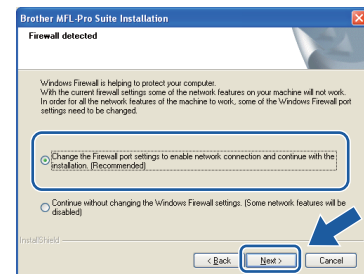 Brother MFL-Pro Suite Installation
Firewall detected
Windows Firewall is helping to protect your computer.
With the current firewall settings some of the network features on your machine will not work.
In order for all the network features of the machine to work, some of the Windows Firewall port
settings need to be changed.
Change the Firewall port settings to enable network connection and continue with the
installation. (Recommended)
Continue without changing the Windows Firewall settings. (Some network features will be
disabled)
InstallShield
< Back
Next >
Cancel